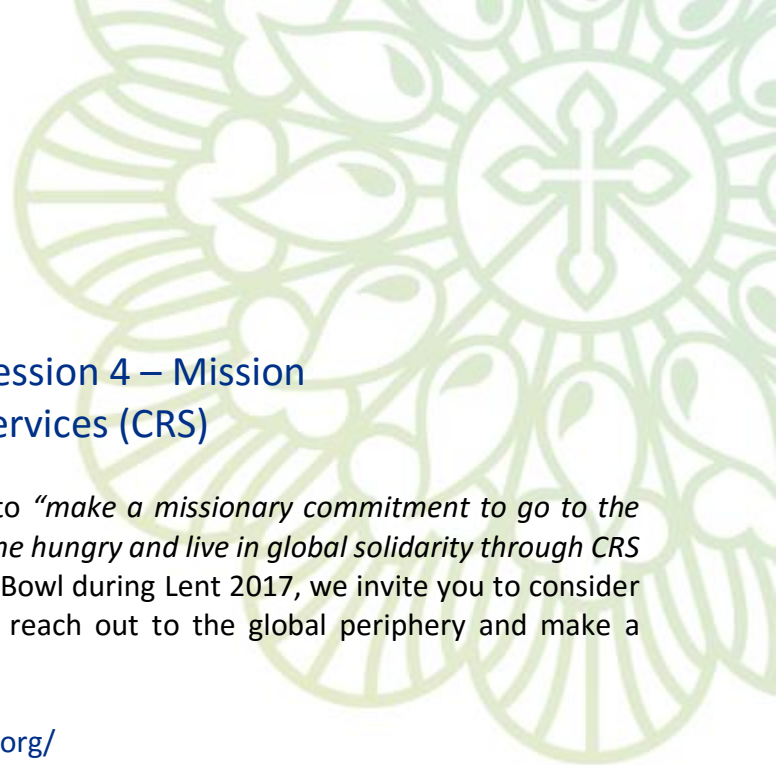 ession 4 – Mission
ervices (CRS)
to “make a missionary commitment to go to the
he hungry and live in global solidarity through CRS
Bowl during Lent 2017, we invite you to consider
reach out to the global periphery and make a
org/